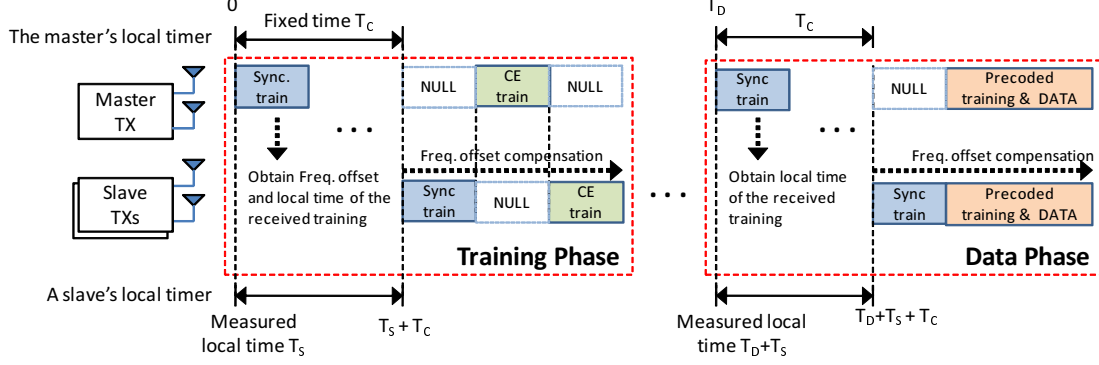 0
T_D
Fixed time T_C
T_C
The master's local timer
Sync.
train
NULL
CE
train
NULL
Sync
train
NULL
Precoded
training & DATA
Master
TX
. . .
. . .
Freq. offset compensation
Freq. offset compensation
Slave
TXs
Obtain Freq. offset
and local time of the
received training
Sync
train
NULL
CE
train
. . .
Obtain local time
of the received
training
Sync
train
Precoded
training & DATA
Training Phase
Data Phase
A slave's local timer
Measured
local time T_S
T_S + T_C
Measured local
time T_D+T_S
T_D+T_S + T_C